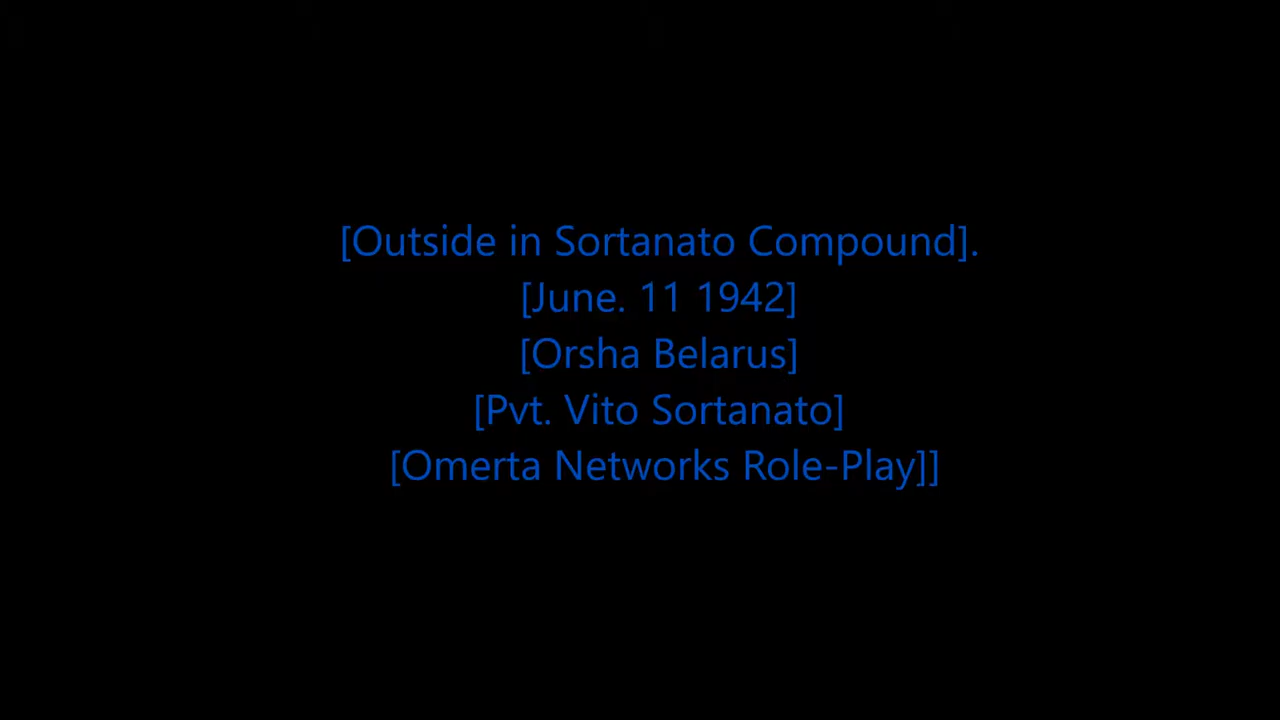 [Outside in Sortanato Compound].
[June. 11 1942]
[Orsha Belarus]
[Pvt. Vito Sortanato]
[Omerta Networks Role-Play]]